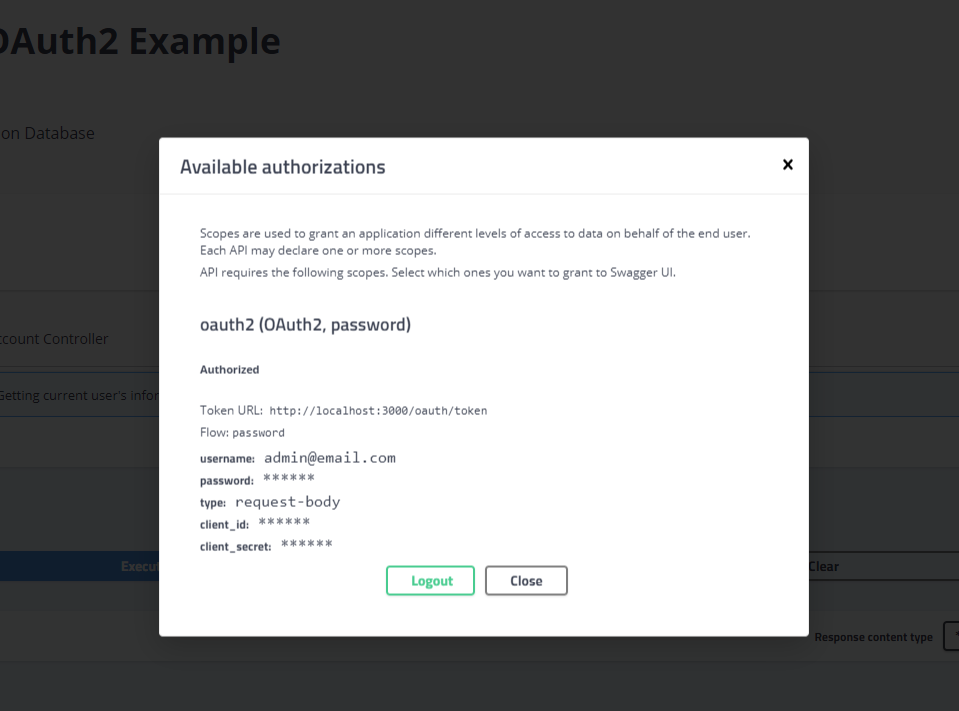 OAuth2 Example
on Database
Available authorizations
Scopes are used to grant an application different levels of access to data on behalf of the end user.
Each API may declare one or more scopes.
API requires the following scopes. Select which ones you want to grant to Swagger UI.
oauth2 (OAuth2, password)
ccount Controller
Authorized
Getting current user's infor
Token URL: http://localhost:3000/oauth/token
Flow: password
username: admin@email.com
password: ******
type: request-body
client_id: ******
client_secret: ******
Execut
Clear
Logout
Close
Response content type